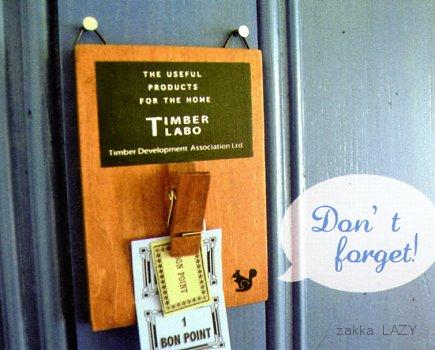 THE USEFUL
PRODUCTS
FOR THE HOME
TIMBER
LABO
Timber Development Association Ltd.
BON POINT
1
BON POINT
Don't
forget!
zakka LAZY